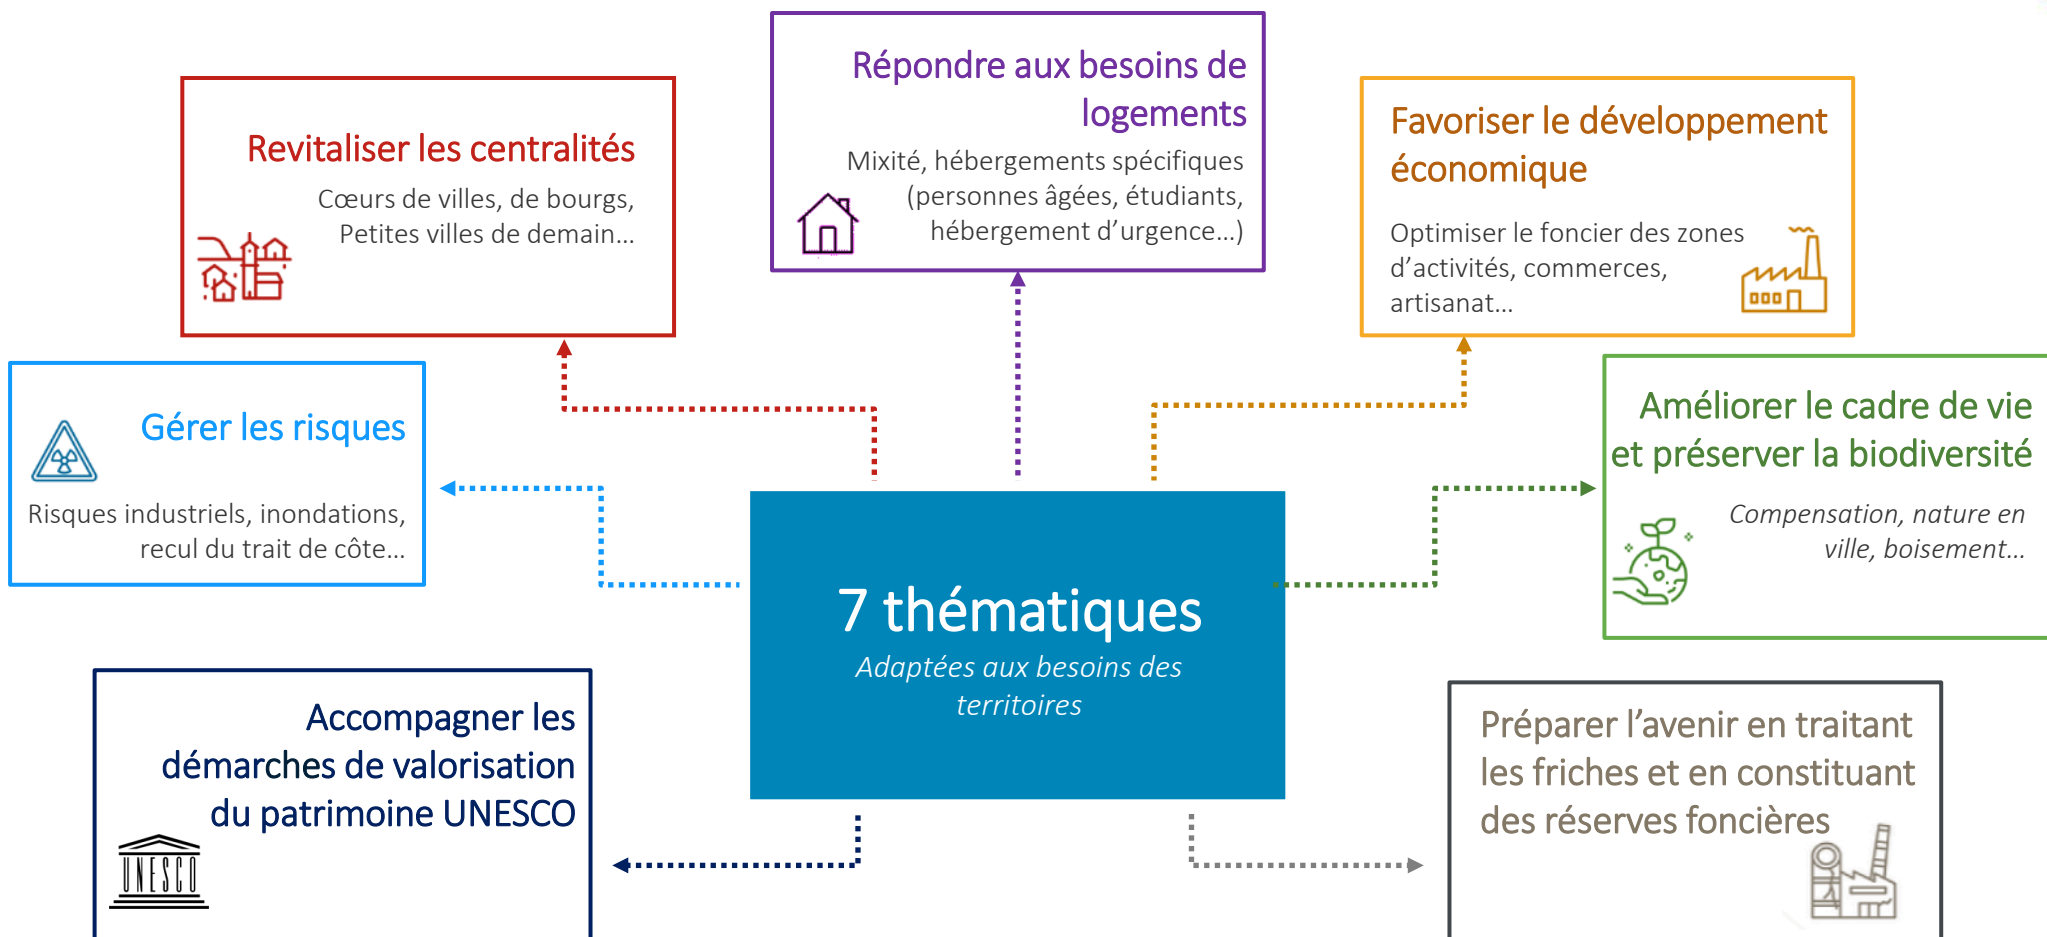 Répondre aux besoins de
logements
Mixité, hébergements spécifiques
(personnes âgées, étudiants,
hébergement d’urgence…)
Revitaliser les centralités
Cœurs de villes, de bourgs,
Petites villes de demain…
Favoriser le développement
économique
Optimiser le foncier des zones
d’activités, commerces,
artisanat…
Gérer les risques
Risques industriels, inondations,
recul du trait de côte…
Améliorer le cadre de vie
et préserver la biodiversité
Compensation, nature en
ville, boisement…
7 thématiques
Adaptées aux besoins des
territoires
Accompagner les
démarches de valorisation
du patrimoine UNESCO
UNESCO
Préparer l’avenir en traitant
les friches et en constituant
des réserves foncières